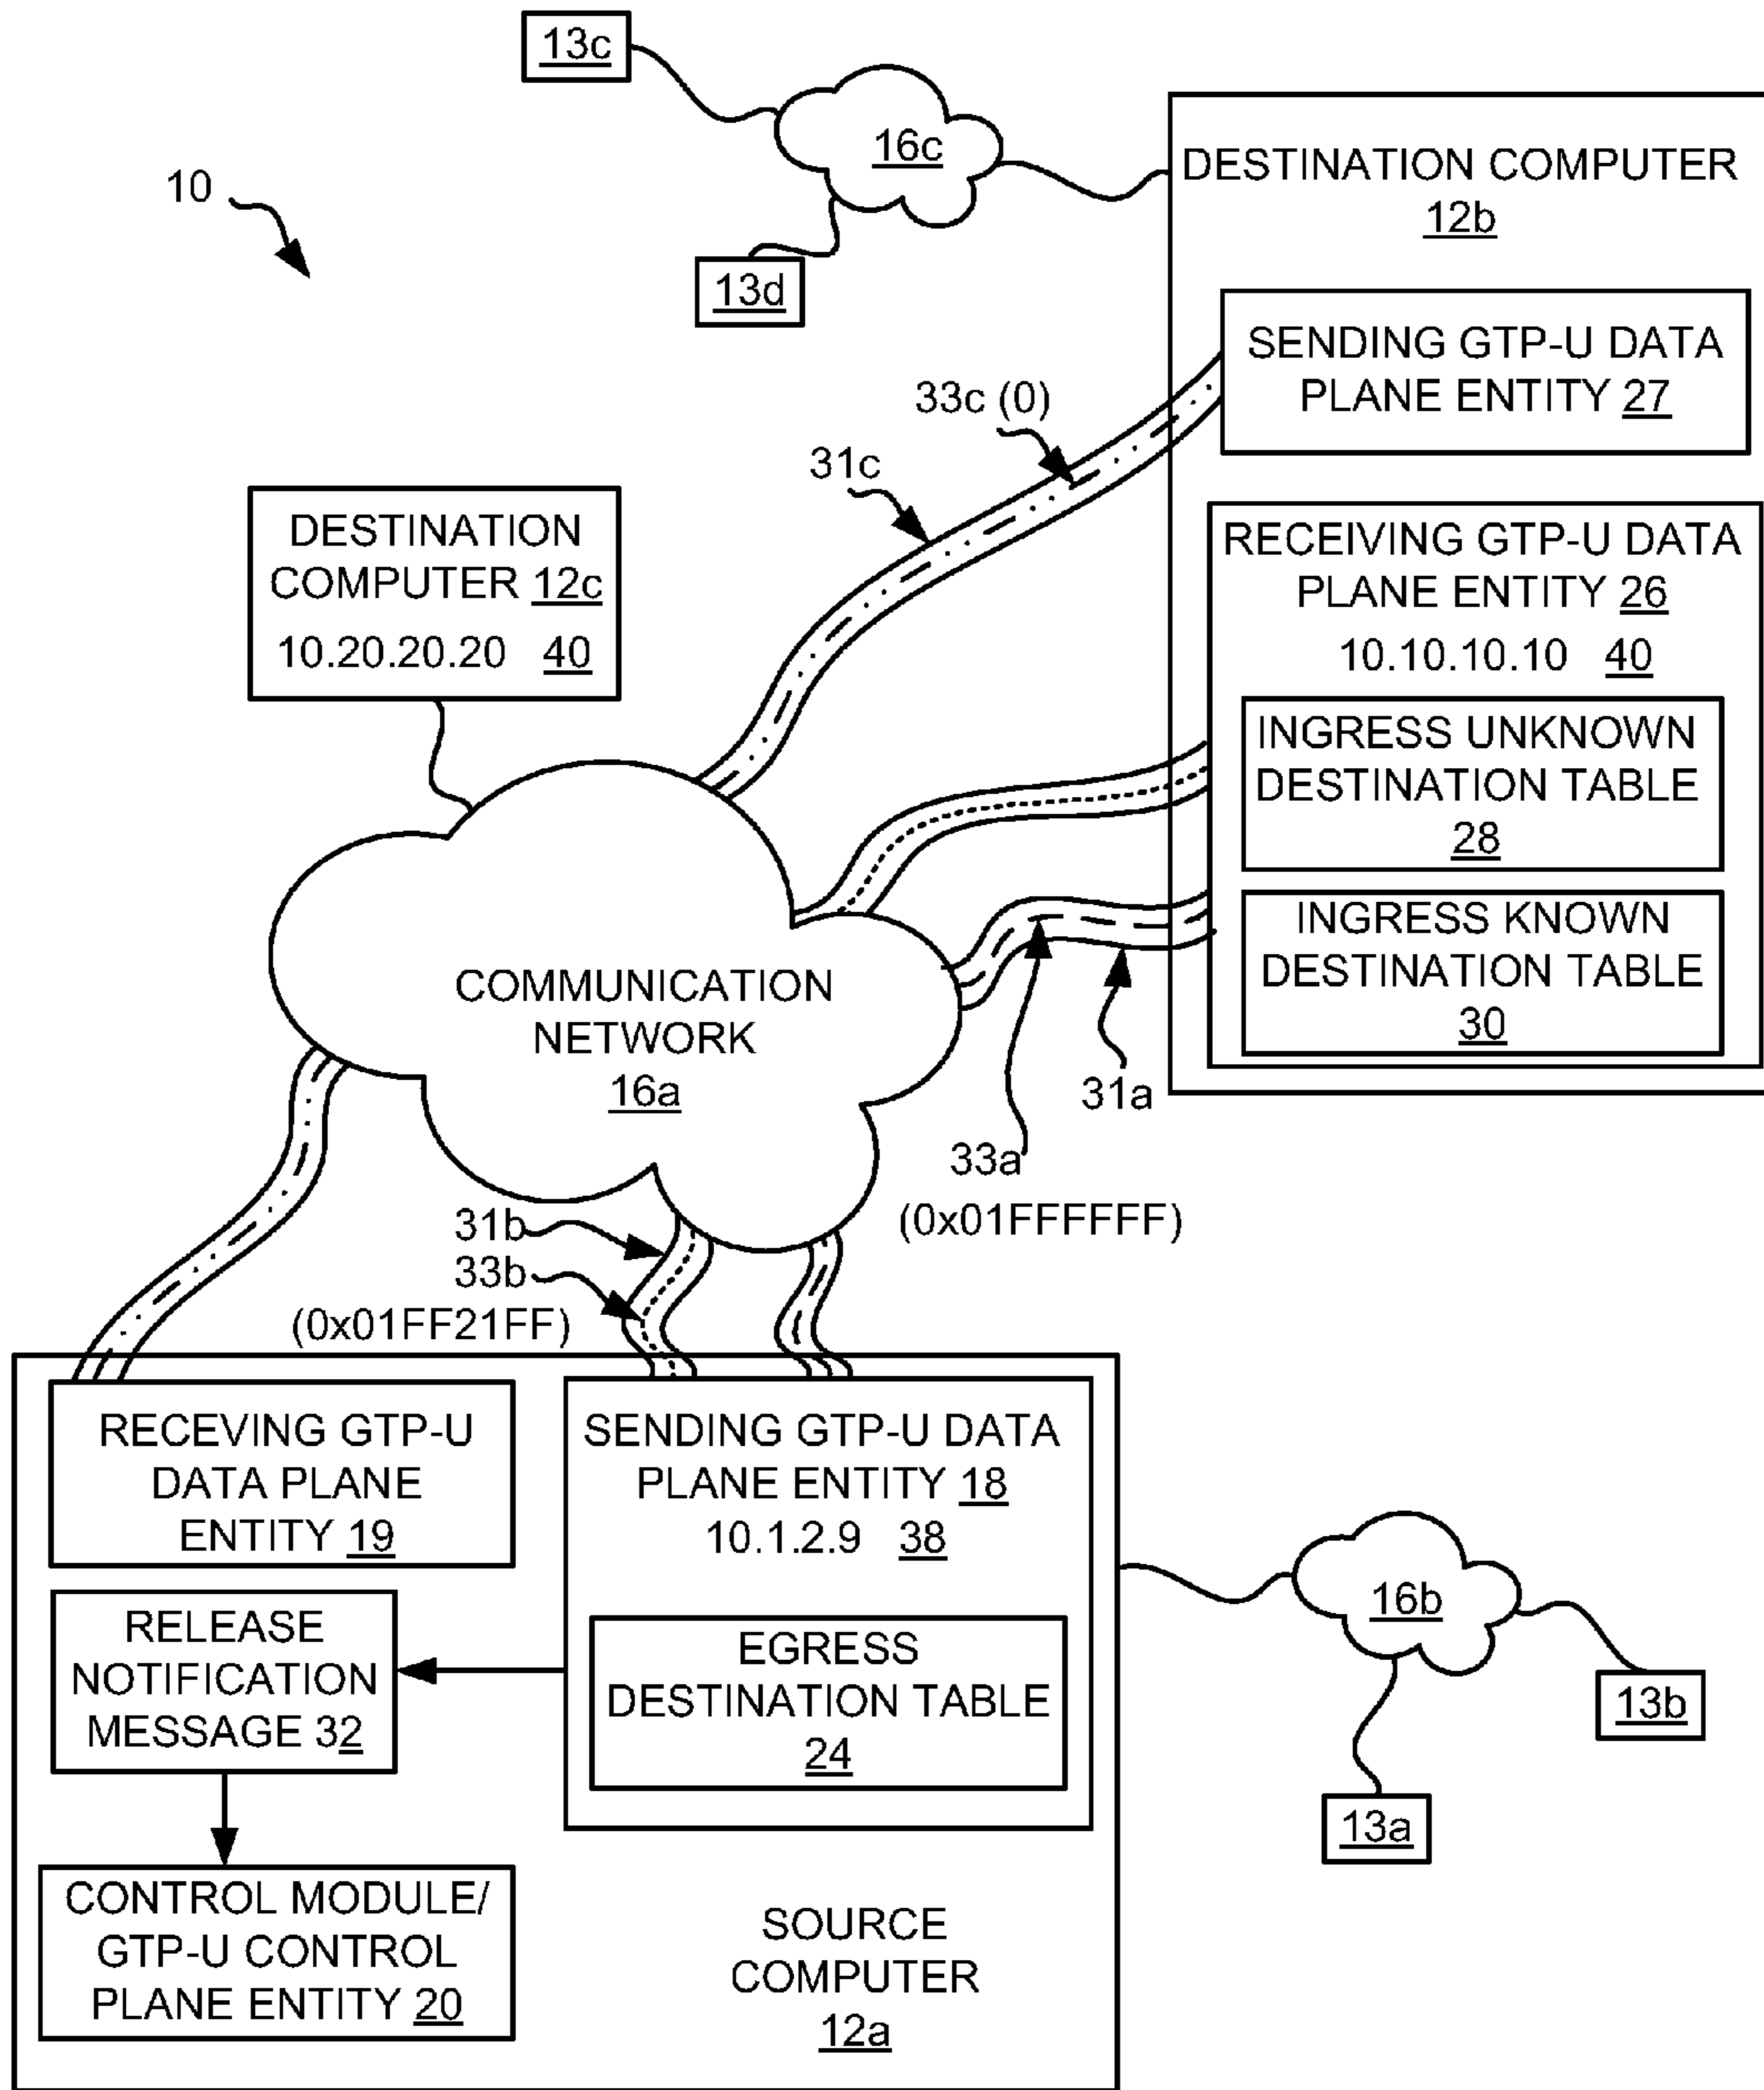 13c
16c
10
13d
DESTINATION COMPUTER
12b
SENDING GTP-U DATA
PLANE ENTITY 27
33c (0)
31c
DESTINATION
COMPUTER 12c
10.20.20.20 40
RECEIVING GTP-U DATA
PLANE ENTITY 26
10.10.10.10 40
INGRESS UNKNOWN
DESTINATION TABLE
28
INGRESS KNOWN
DESTINATION TABLE
30
COMMUNICATION
NETWORK
16a
31a
33a
(0x01FFFFFF)
31b
33b
(0x01FF21FF)
RECEVING GTP-U
DATA PLANE
ENTITY 19
SENDING GTP-U DATA
PLANE ENTITY 18
10.1.2.9 38
EGRESS
DESTINATION TABLE
24
RELEASE
NOTIFICATION
MESSAGE 32
CONTROL MODULE/
GTP-U CONTROL
PLANE ENTITY 20
SOURCE
COMPUTER
12a
16b
13b
13a